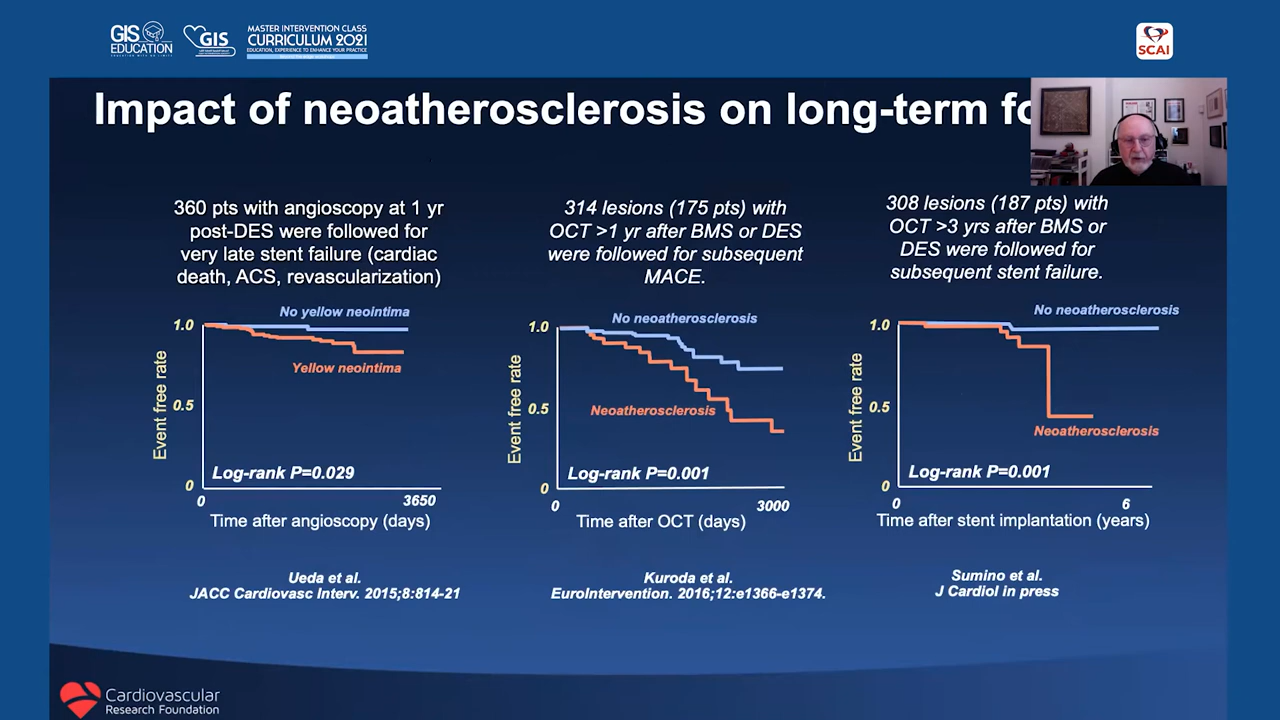 GIS
EDUCATION
GIS
MASTER INTERVENTION CLASS
CURRICULUM 2021
EDUCATION, EXPERIENCE TO ENHANCE YOUR PRACTICE
SCAI
Impact of neoatherosclerosis on long-term fo
360 pts with angioscopy at 1 yr
post-DES were followed for
very late stent failure (cardiac
death, ACS, revascularization)
No yellow neointima
1.0
Yellow neointima
Event free rate
0.5
Log-rank P=0.029
0
0
3650
Time after angioscopy (days)
Ueda et al.
JACC Cardiovasc Interv. 2015;8:814-21
314 lesions (175 pts) with
OCT >1 yr after BMS or DES
were followed for subsequent
MACE.
No neoatherosclerosis
1.0
Event free rate
0.5
Neoatherosclerosis
Log-rank P=0.001
0
0
3000
Time after OCT (days)
Kuroda et al.
EuroIntervention. 2016;12:e1366-e1374.
308 lesions (187 pts) with
OCT >3 yrs after BMS or
DES were followed for
subsequent stent failure.
No neoatherosclerosis
1.0
Event free rate
0.5
Neoatherosclerosis
Log-rank P=0.001
0
0
6
Time after stent implantation (years)
Sumino et al.
J Cardiol in press
Cardiovascular
Research Foundation